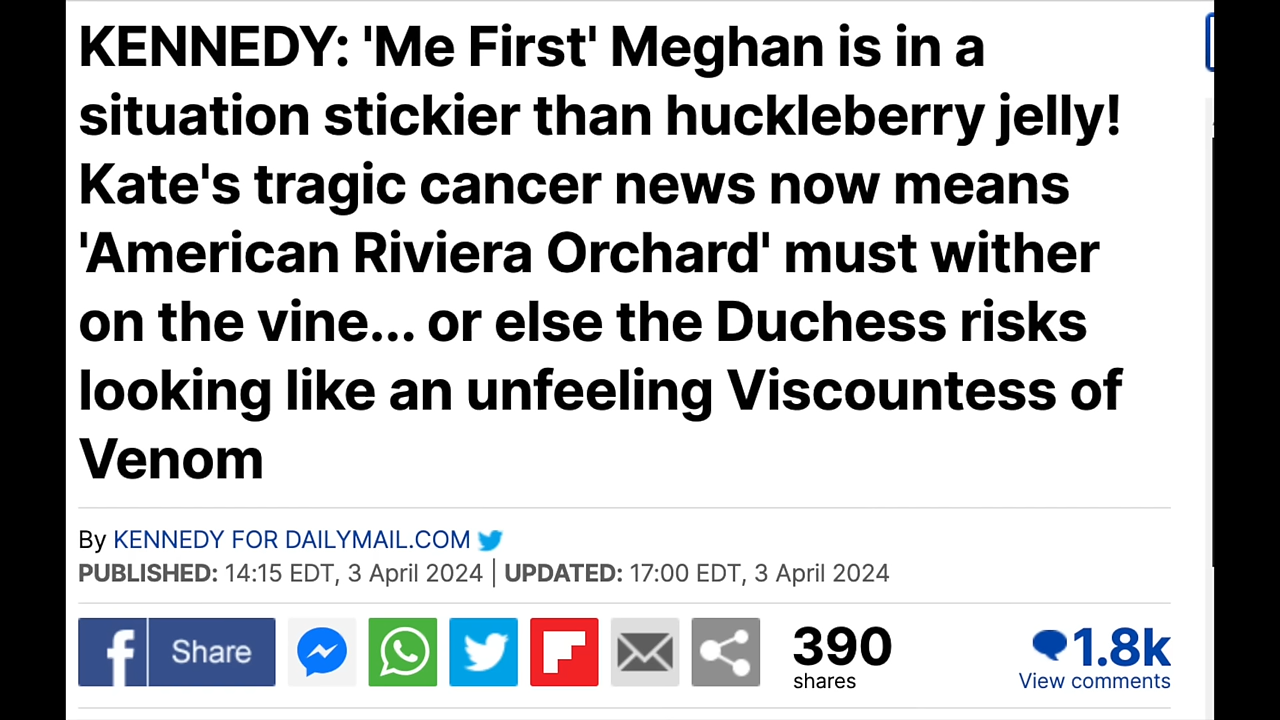 KENNEDY: 'Me First' Meghan is in a
situation stickier than huckleberry jelly!
Kate's tragic cancer news now means
'American Riviera Orchard' must wither
on the vine... or else the Duchess risks
looking like an unfeeling Viscountess of
Venom
By KENNEDY FOR DAILYMAIL.COM
PUBLISHED: 14:15 EDT, 3 April 2024 | UPDATED: 17:00 EDT, 3 April 2024
f Share
390
shares
1.8k
View comments